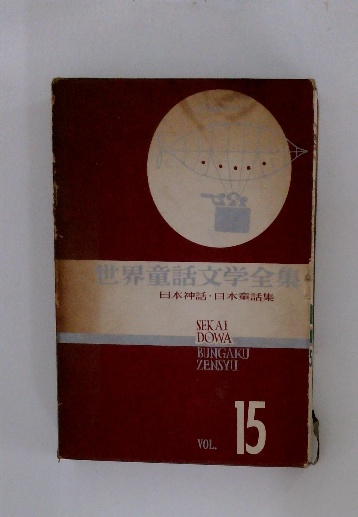 世界童話文学全集
日本神話・日本童話集
SEKAI
DOWA
BUNGAKU
ZENSYU
VOL. 15